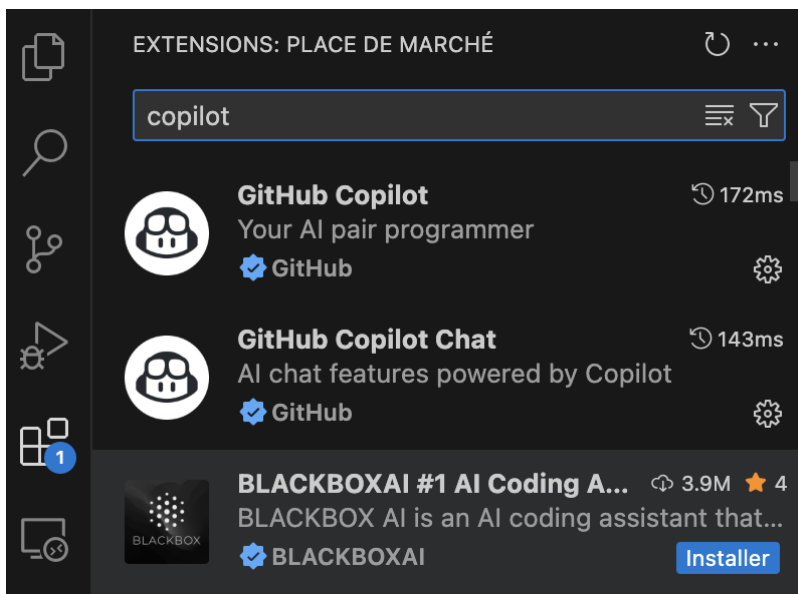 EXTENSIONS: PLACE DE MARCHÉ
copilot
GitHub Copilot 172ms
Your AI pair programmer
GitHub
GitHub Copilot Chat 143ms
AI chat features powered by Copilot
GitHub
1
BLACKBOXAI #1 AI Coding A... 3.9M 4
BLACKBOX AI is an AI coding assistant that...
BLACKBOX
BLACKBOXAI Installer